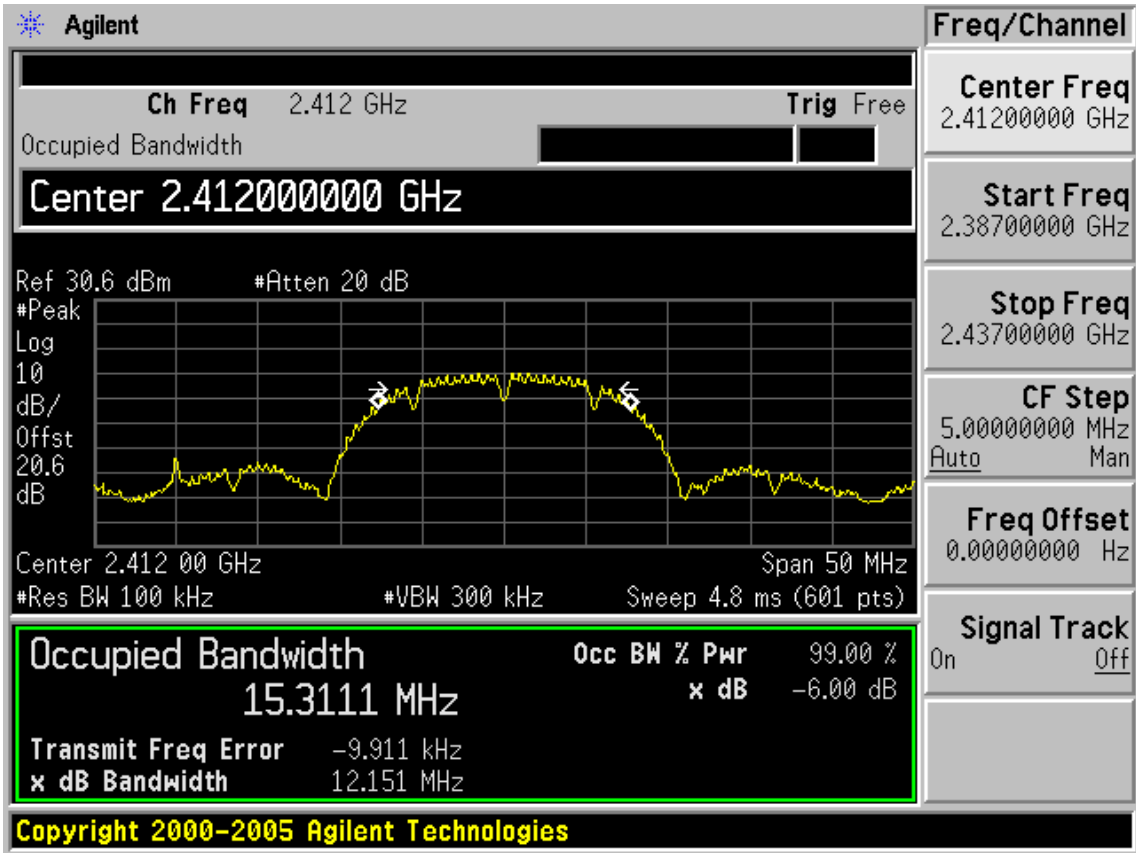 Agilent
Ch Freq 2.412 GHz Trig Free
Occupied Bandwidth
Center 2.412000000 GHz
Ref 30.6 dBm #Atten 20 dB
#Peak
Log
10
dB/
Offst
20.6
dB
Center 2.412 00 GHz Span 50 MHz
#Res BW 100 kHz #VBW 300 kHz Sweep 4.8 ms (601 pts)
Occupied Bandwidth
15.3111 MHz
Occ BW % Pwr 99.00 %
x dB -6.00 dB
Transmit Freq Error -9.911 kHz
x dB Bandwidth 12.151 MHz
Copyright 2000-2005 Agilent Technologies
Freq/Channel
Center Freq
2.41200000 GHz
Start Freq
2.38700000 GHz
Stop Freq
2.43700000 GHz
CF Step
5.00000000 MHz
Auto Man
Freq Offset
0.00000000 Hz
Signal Track
On Off